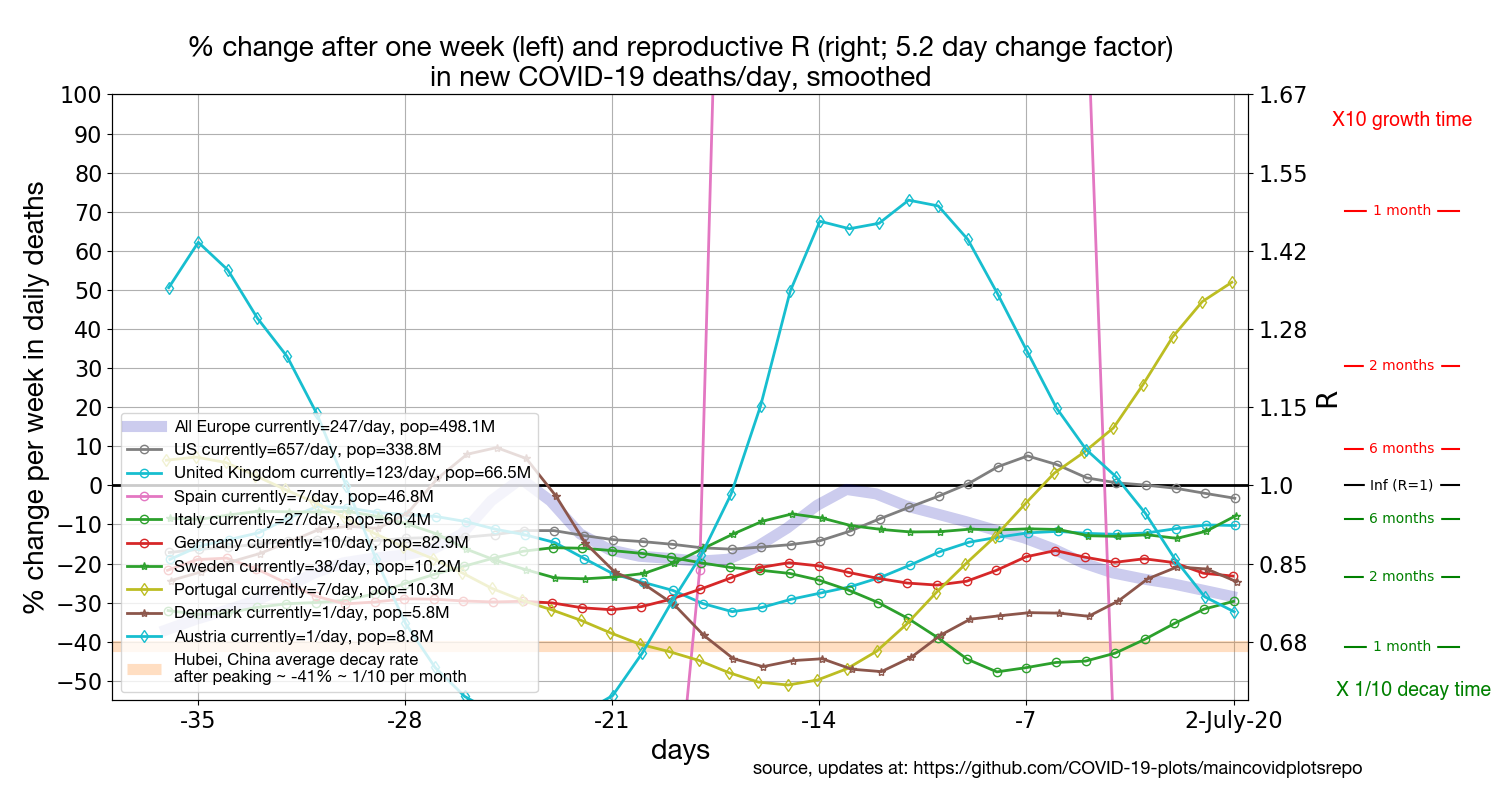 % change after one week (left) and reproductive R (right; 5.2 day change factor)
in new COVID-19 deaths/day, smoothed
% change per week in daily deaths
100
90
80
70
60
50
40
30
20
10
0
−10
−20
−30
−40
−50
All Europe currently=247/day, pop=498.1M
US currently=657/day, pop=338.8M
United Kingdom currently=123/day, pop=66.5M
Spain currently=7/day, pop=46.8M
Italy currently=27/day, pop=60.4M
Germany currently=10/day, pop=82.9M
Sweden currently=38/day, pop=10.2M
Portugal currently=7/day, pop=10.3M
Denmark currently=1/day, pop=5.8M
Austria currently=1/day, pop=8.8M
Hubei, China average decay rate
after peaking ~ -41% ~ 1/10 per month
-35
-28
-21
-14
-7
2-July-20
days
1.67
1.55
1.42
1.28
1.15
1.0
0.85
0.68
R
X10 growth time
1 month
2 months
6 months
Inf (R=1)
6 months
2 months
1 month
X 1/10 decay time
source, updates at: https://github.com/COVID-19-plots/maincovidplotsrepo